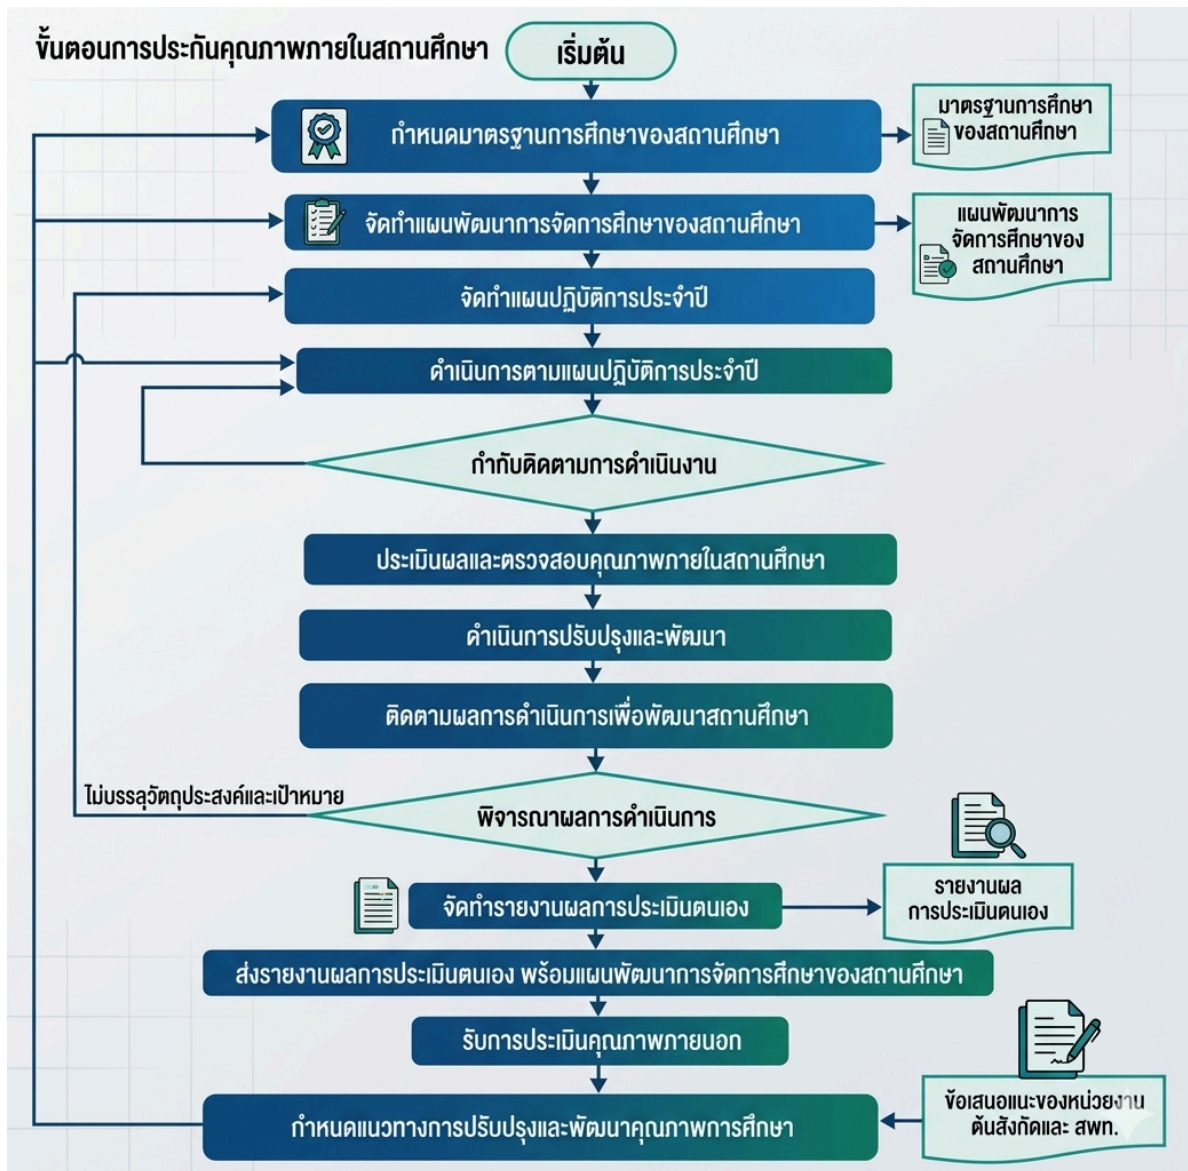 ขั้นตอนการประกันคุณภาพภายในสถานศึกษา
เริ่มต้น
กำหนดมาตรฐานการศึกษาของสถานศึกษา
มาตรฐานการศึกษา
ของสถานศึกษา
จัดทำแผนพัฒนาการจัดการศึกษาของสถานศึกษา
แผนพัฒนาการ
จัดการศึกษาของ
สถานศึกษา
จัดทำแผนปฏิบัติการประจำปี
ดำเนินการตามแผนปฏิบัติการประจำปี
กำกับติดตามการดำเนินงาน
ประเมินผลและตรวจสอบคุณภาพภายในสถานศึกษา
ดำเนินการปรับปรุงและพัฒนา
ติดตามผลการดำเนินการเพื่อพัฒนาสถานศึกษา
ไม่บรรลุวัตถุประสงค์และเป้าหมาย
พิจารณาผลการดำเนินการ
จัดทำรายงานผลการประเมินตนเอง
รายงานผล
การประเมินตนเอง
ส่งรายงานผลการประเมินตนเอง พร้อมแผนพัฒนาการจัดการศึกษาของสถานศึกษา
รับการประเมินคุณภาพภายนอก
กำหนดแนวทางการปรับปรุงและพัฒนาคุณภาพการศึกษา
ข้อเสนอแนะของหน่วยงาน
ต้นสังกัดและ สพท.